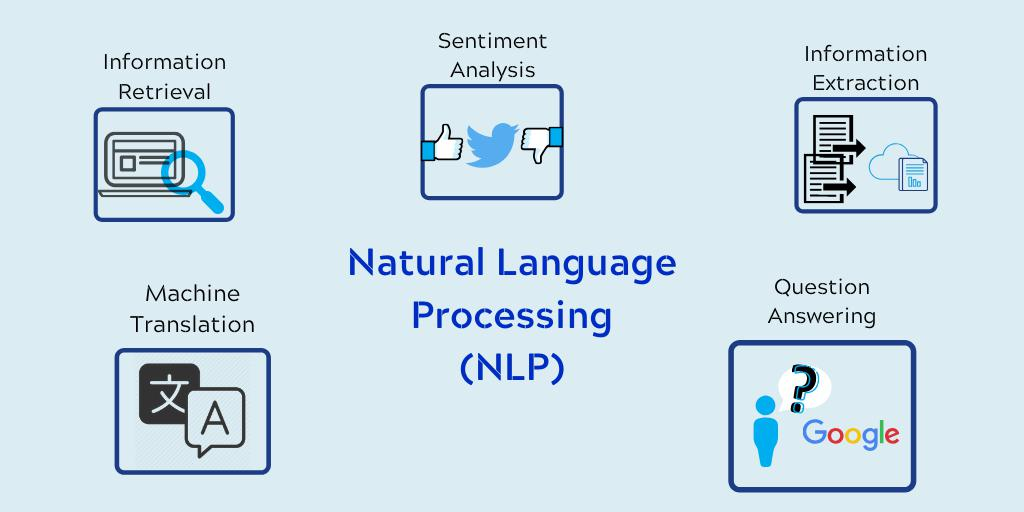 Information
Retrieval
Sentiment
Analysis
Information
Extraction
Natural Language
Processing
(NLP)
Machine
Translation
文
A
Question
Answering
?
Google